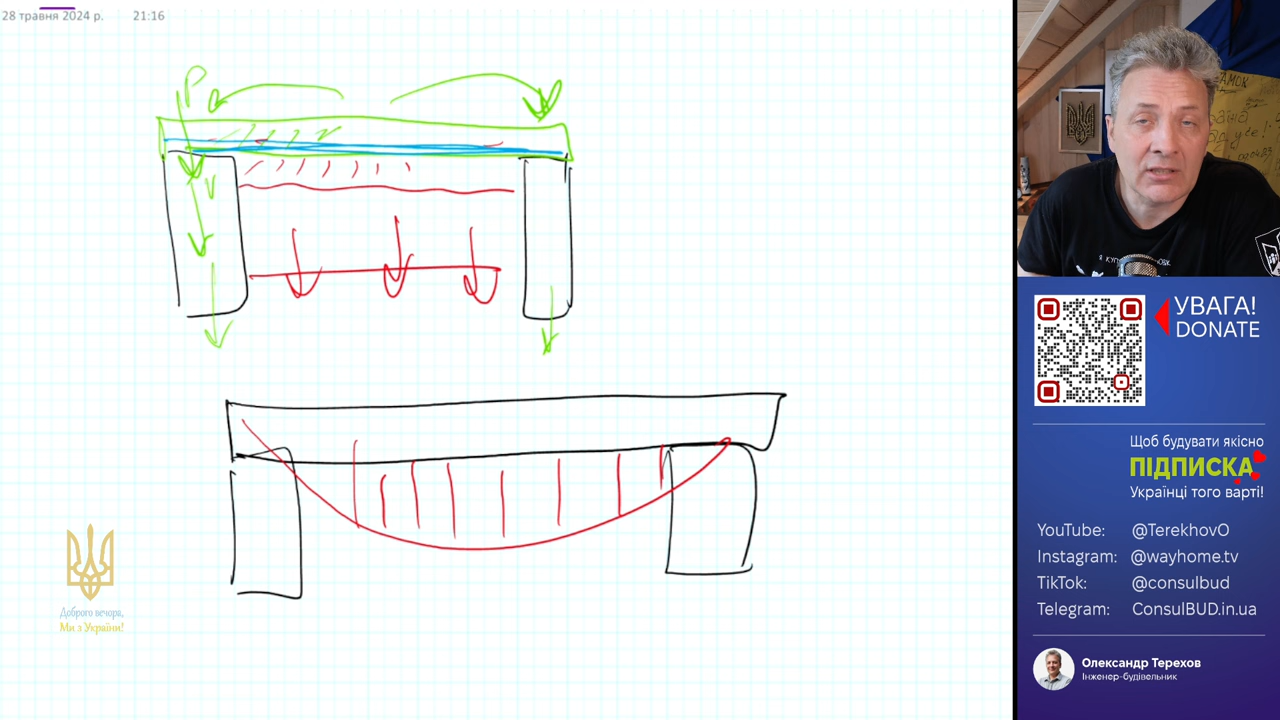 28 травня 2024 р. 21:16
P
V
Доброго вечора,
Ми з України!
УВАГА!
DONATE
Щоб будувати якісно
ПІДПИСКА
Українці того варті!
YouTube: @TerekhovO
Instagram: @wayhome.tv
TikTok: @consulbud
Telegram: ConsulBUD.in.ua
Олександр Терехов
Інженер-будівельник